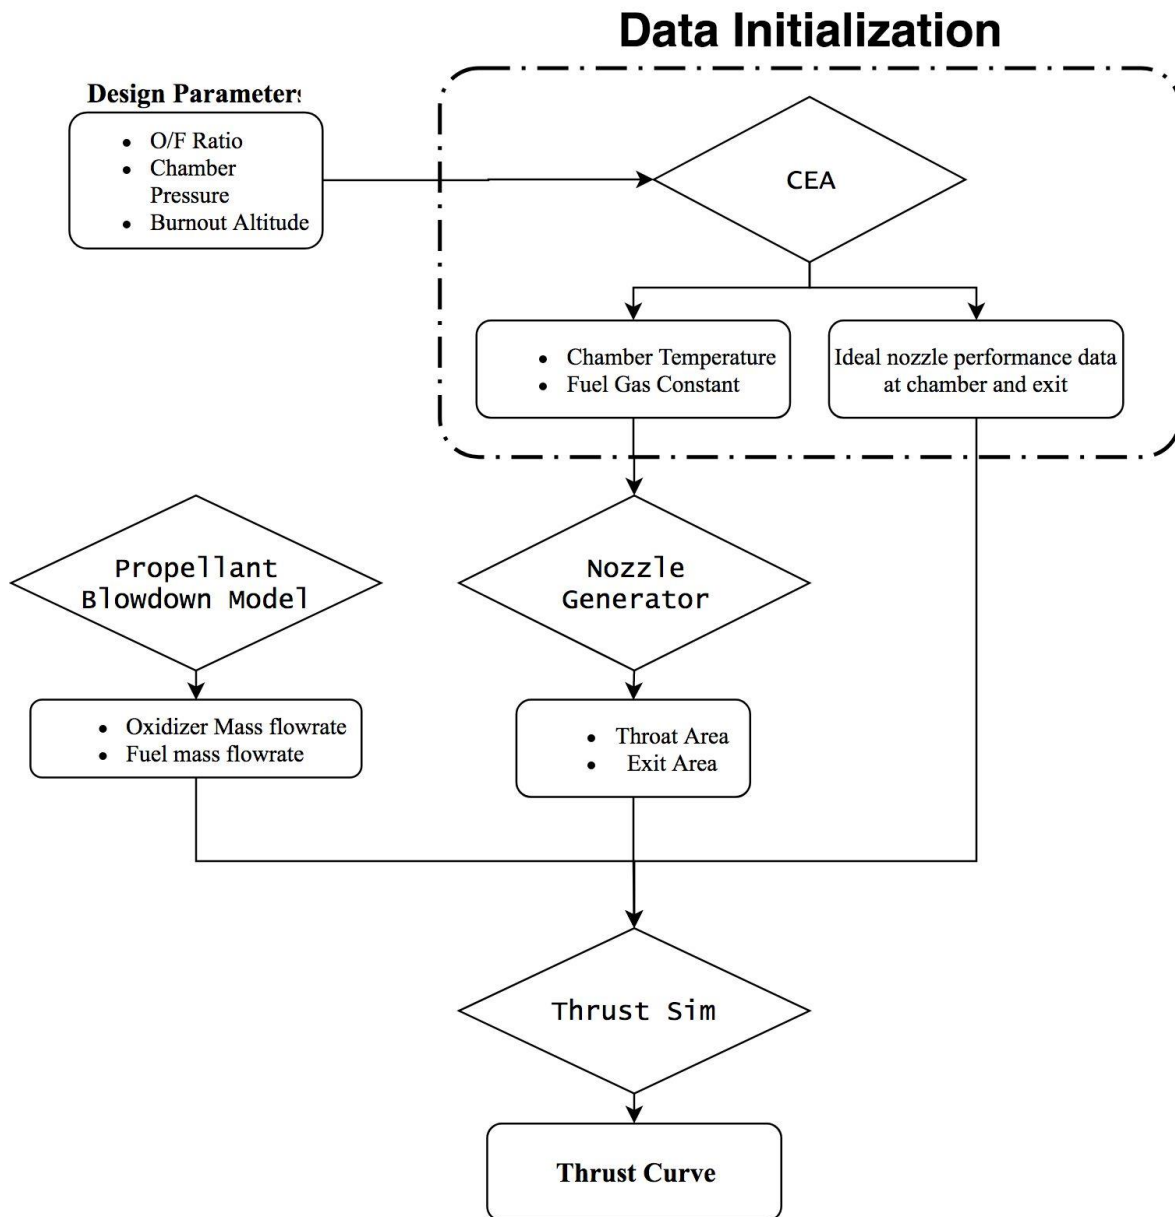 Data Initialization
Design Parameters
• O/F Ratio
• Chamber
Pressure
• Burnout Altitude
CEA
• Chamber Temperature
• Fuel Gas Constant
Ideal nozzle performance data
at chamber and exit
Propellant
Blowdown Model
Nozzle
Generator
• Oxidizer Mass flowrate
• Fuel mass flowrate
• Throat Area
• Exit Area
Thrust Sim
Thrust Curve